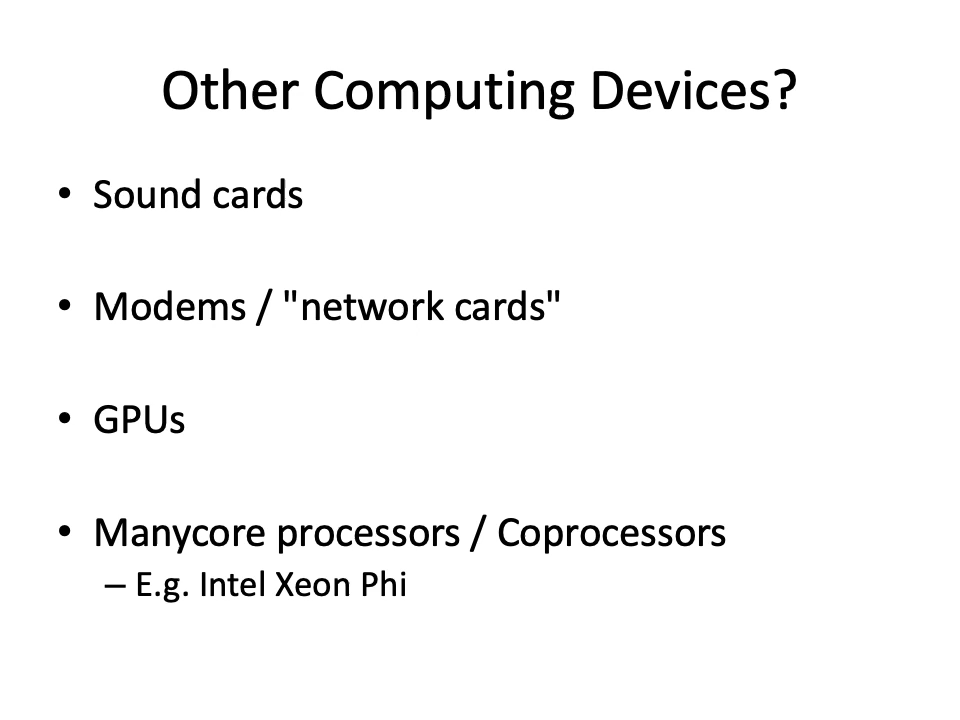 Other Computing Devices?
• Sound cards
• Modems / "network cards"
• GPUs
• Manycore processors / Coprocessors
– E.g. Intel Xeon Phi